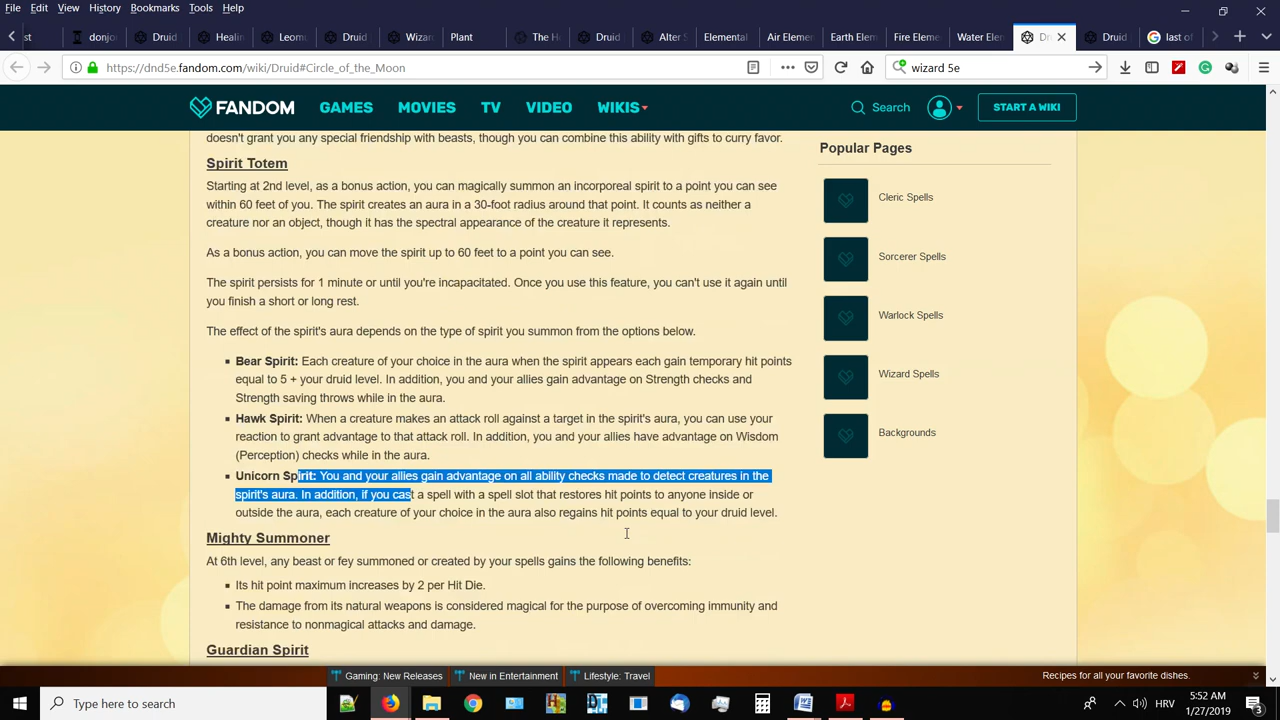 File Edit View History Bookmarks Tools Help
st donjo Druid Healin Leom Druid Wizar Plant The H Druid Alter S Elemental Air Elem Earth Elem Fire Eleme Water Elem Dr Druid last of
https://dnd5e.fandom.com/wiki/Druid#Circle_of_the_Moon
wizard 5e
FANDOM GAMES MOVIES TV VIDEO WIKIS Search START A WIKI
doesn't grant you any special friendship with beasts, though you can combine this ability with gifts to curry favor.
Spirit Totem
Starting at 2nd level, as a bonus action, you can magically summon an incorporeal spirit to a point you can see
within 60 feet of you. The spirit creates an aura in a 30-foot radius around that point. It counts as neither a
creature nor an object, though it has the spectral appearance of the creature it represents.
As a bonus action, you can move the spirit up to 60 feet to a point you can see.
The spirit persists for 1 minute or until you're incapacitated. Once you use this feature, you can't use it again until
you finish a short or long rest.
The effect of the spirit's aura depends on the type of spirit you summon from the options below.
Bear Spirit: Each creature of your choice in the aura when the spirit appears each gain temporary hit points
equal to 5 + your druid level. In addition, you and your allies gain advantage on Strength checks and
Strength saving throws while in the aura.
Hawk Spirit: When a creature makes an attack roll against a target in the spirit's aura, you can use your
reaction to grant advantage to that attack roll. In addition, you and your allies have advantage on Wisdom
(Perception) checks while in the aura.
Unicorn Spirit: You and your allies gain advantage on all ability checks made to detect creatures in the
spirit's aura. In addition, if you cast a spell with a spell slot that restores hit points to anyone inside or
outside the aura, each creature of your choice in the aura also regains hit points equal to your druid level.
Mighty Summoner
At 6th level, any beast or fey summoned or created by your spells gains the following benefits:
Its hit point maximum increases by 2 per Hit Die.
The damage from its natural weapons is considered magical for the purpose of overcoming immunity and
resistance to nonmagical attacks and damage.
Guardian Spirit
Popular Pages
Cleric Spells
Sorcerer Spells
Warlock Spells
Wizard Spells
Backgrounds
Gaming: New Releases New in Entertainment Lifestyle: Travel Recipes for all your favorite dishes.
Type here to search
HRV
5:52 AM
1/27/2019
3